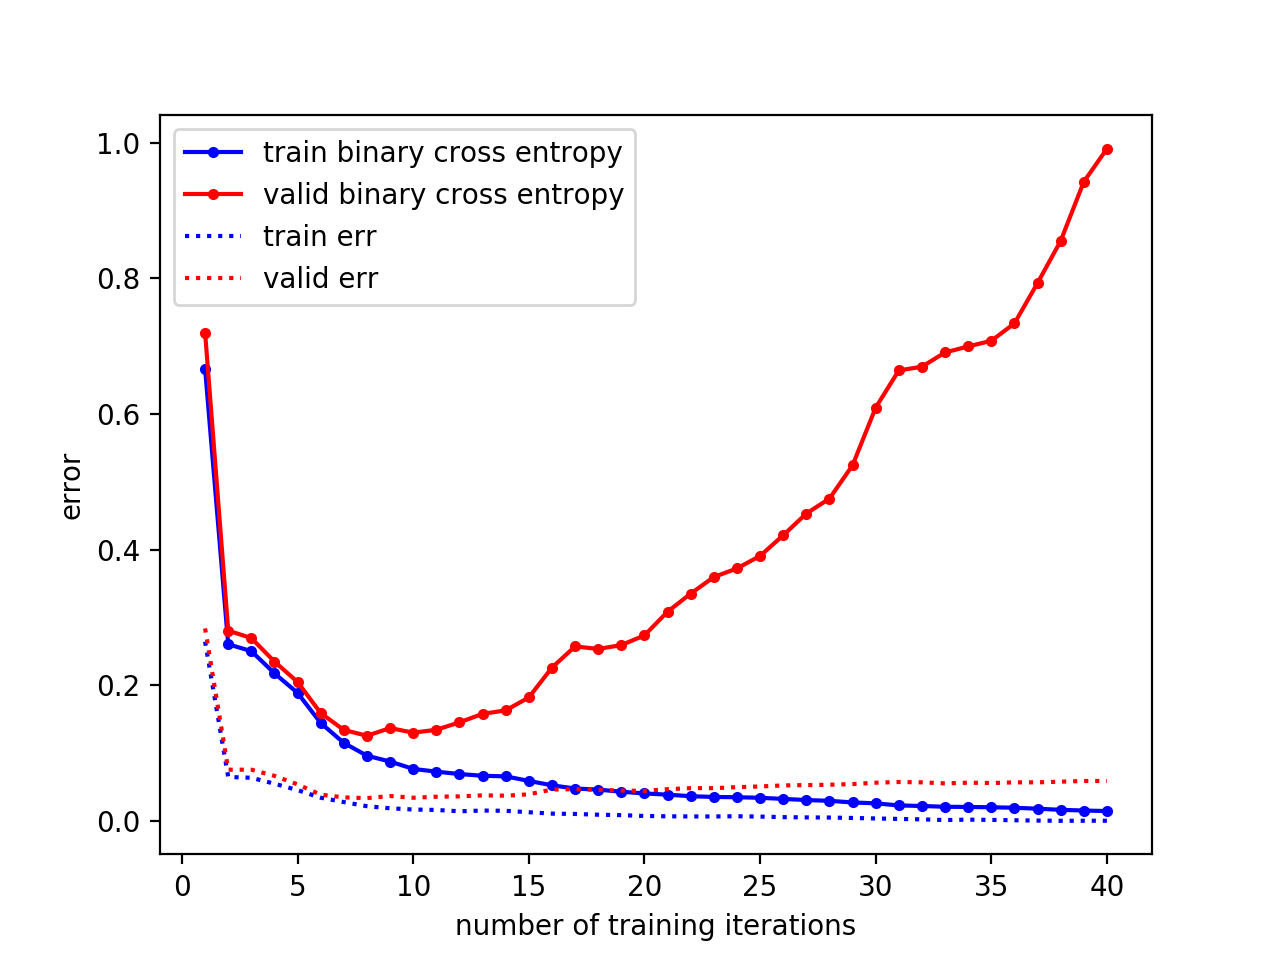 train binary cross entropy
valid binary cross entropy
train err
valid err
1.0
0.8
0.6
0.4
0.2
0.0
error
0 5 10 15 20 25 30 35 40
number of training iterations